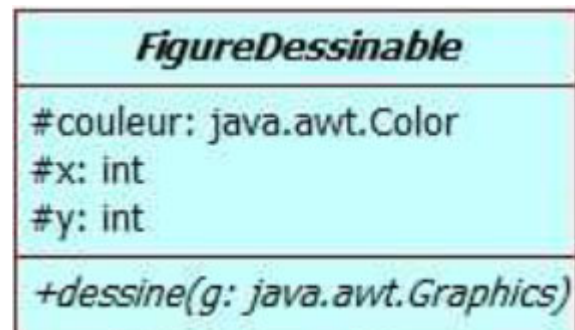 FigureDessinable
#couleur: java.awt.Color
#x: int
#y: int
+dessine(g: java.awt.Graphics)